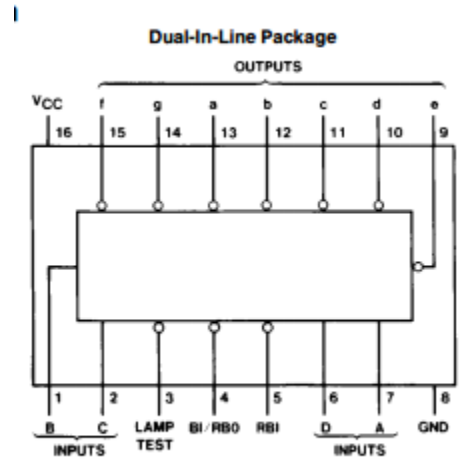 Dual-In-Line Package
OUTPUTS
VCC f g a b c d e
16 15 14 13 12 11 10 9
1 2 3 4 5 6 7 8
B C LAMP TEST BI/RBO RBI D A GND
INPUTS INPUTS